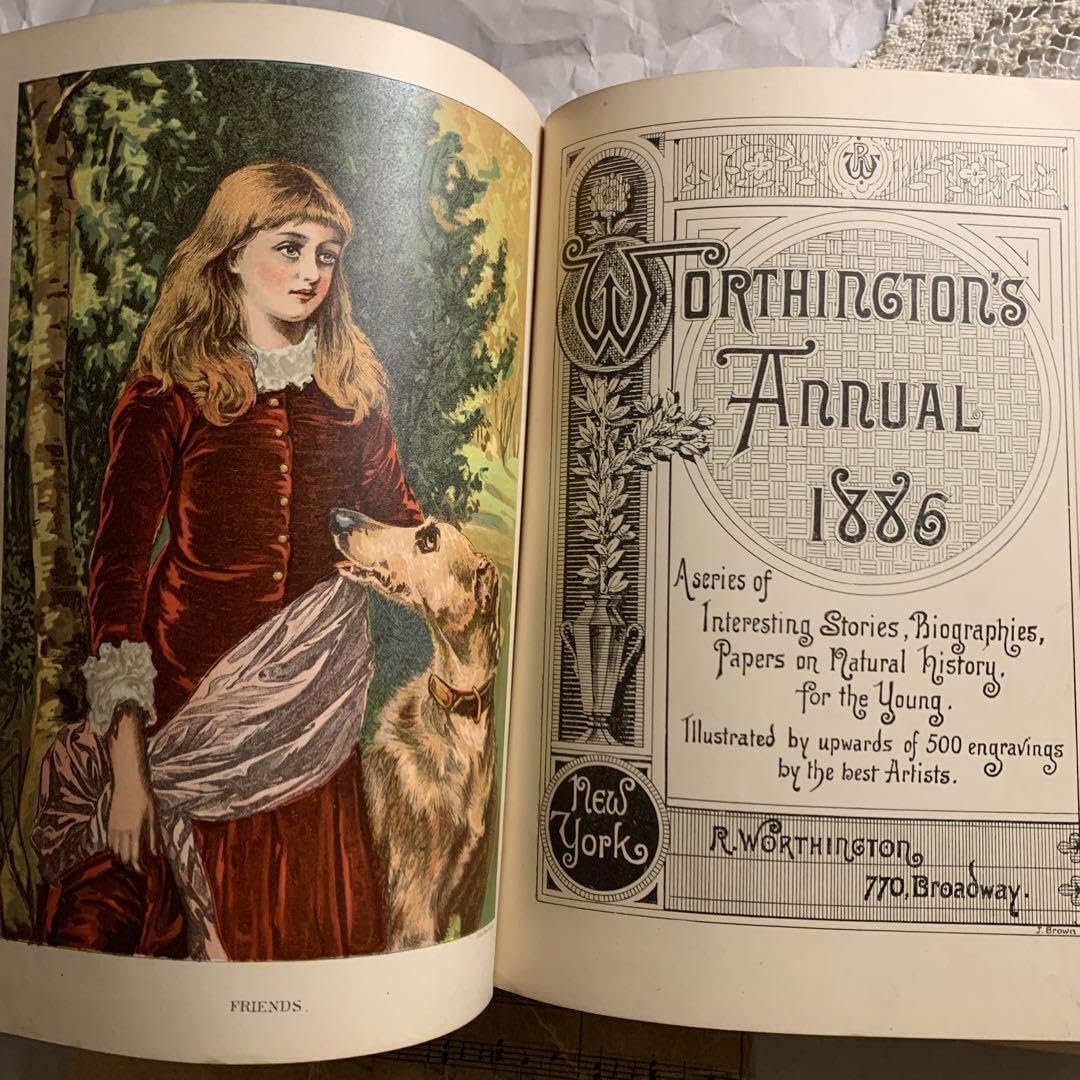 FRIENDS.
RW
WORTHINGTON'S
ANNUAL
1886
A series of
Interesting Stories, Biographies,
Papers on Natural history.
for the Young.
Illustrated by upwards of 500 engravings
by the best Artists.
New
York
R. WORTHINGTON,
770, Broadway.
J. Brown